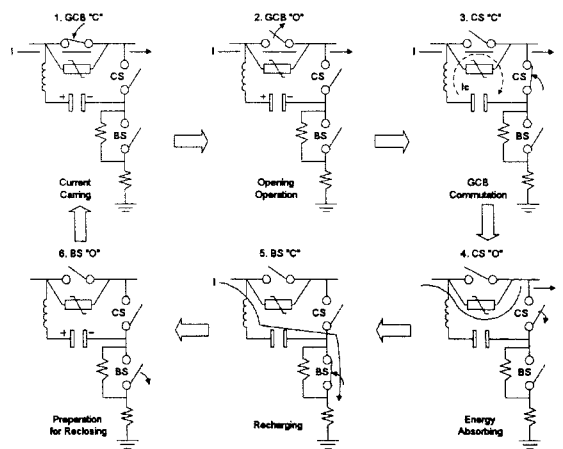 1. GCB "C"
I
CS
+ -
BS
Current
Carring
2. GCB "O"
I
CS
+ -
BS
Opening
Operation
3. CS "C"
I
CS
Ic
BS
GCB
Commutation
6. BS "O"
CS
+ -
BS
Preparation
for Reclosing
5. BS "C"
I
CS
BS
Recharging
4. CS "O"
CS
BS
Energy
Absorbing